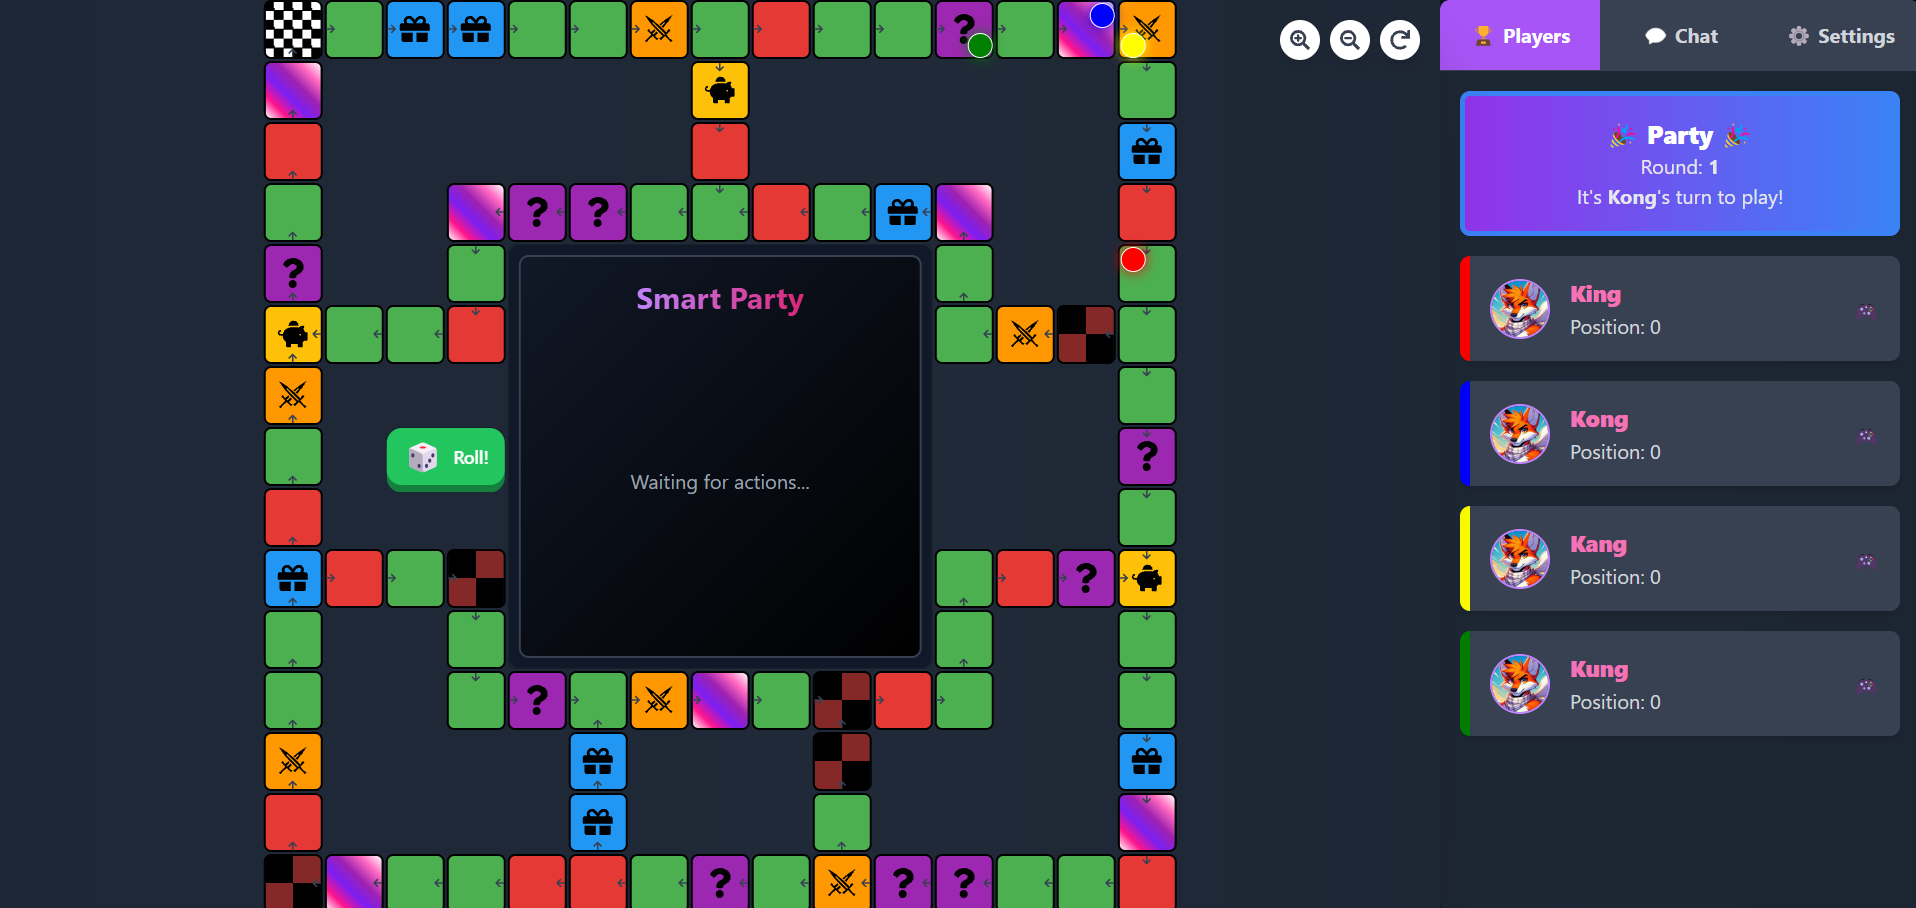 Players
Chat
Settings
🎉 Party 🎉
Round: 1
It's Kong's turn to play!
King
Position: 0
Kong
Position: 0
Kang
Position: 0
Kung
Position: 0
Smart Party
Waiting for actions...
Roll!
?
?
?
?
?
?
?
?
?
?
?